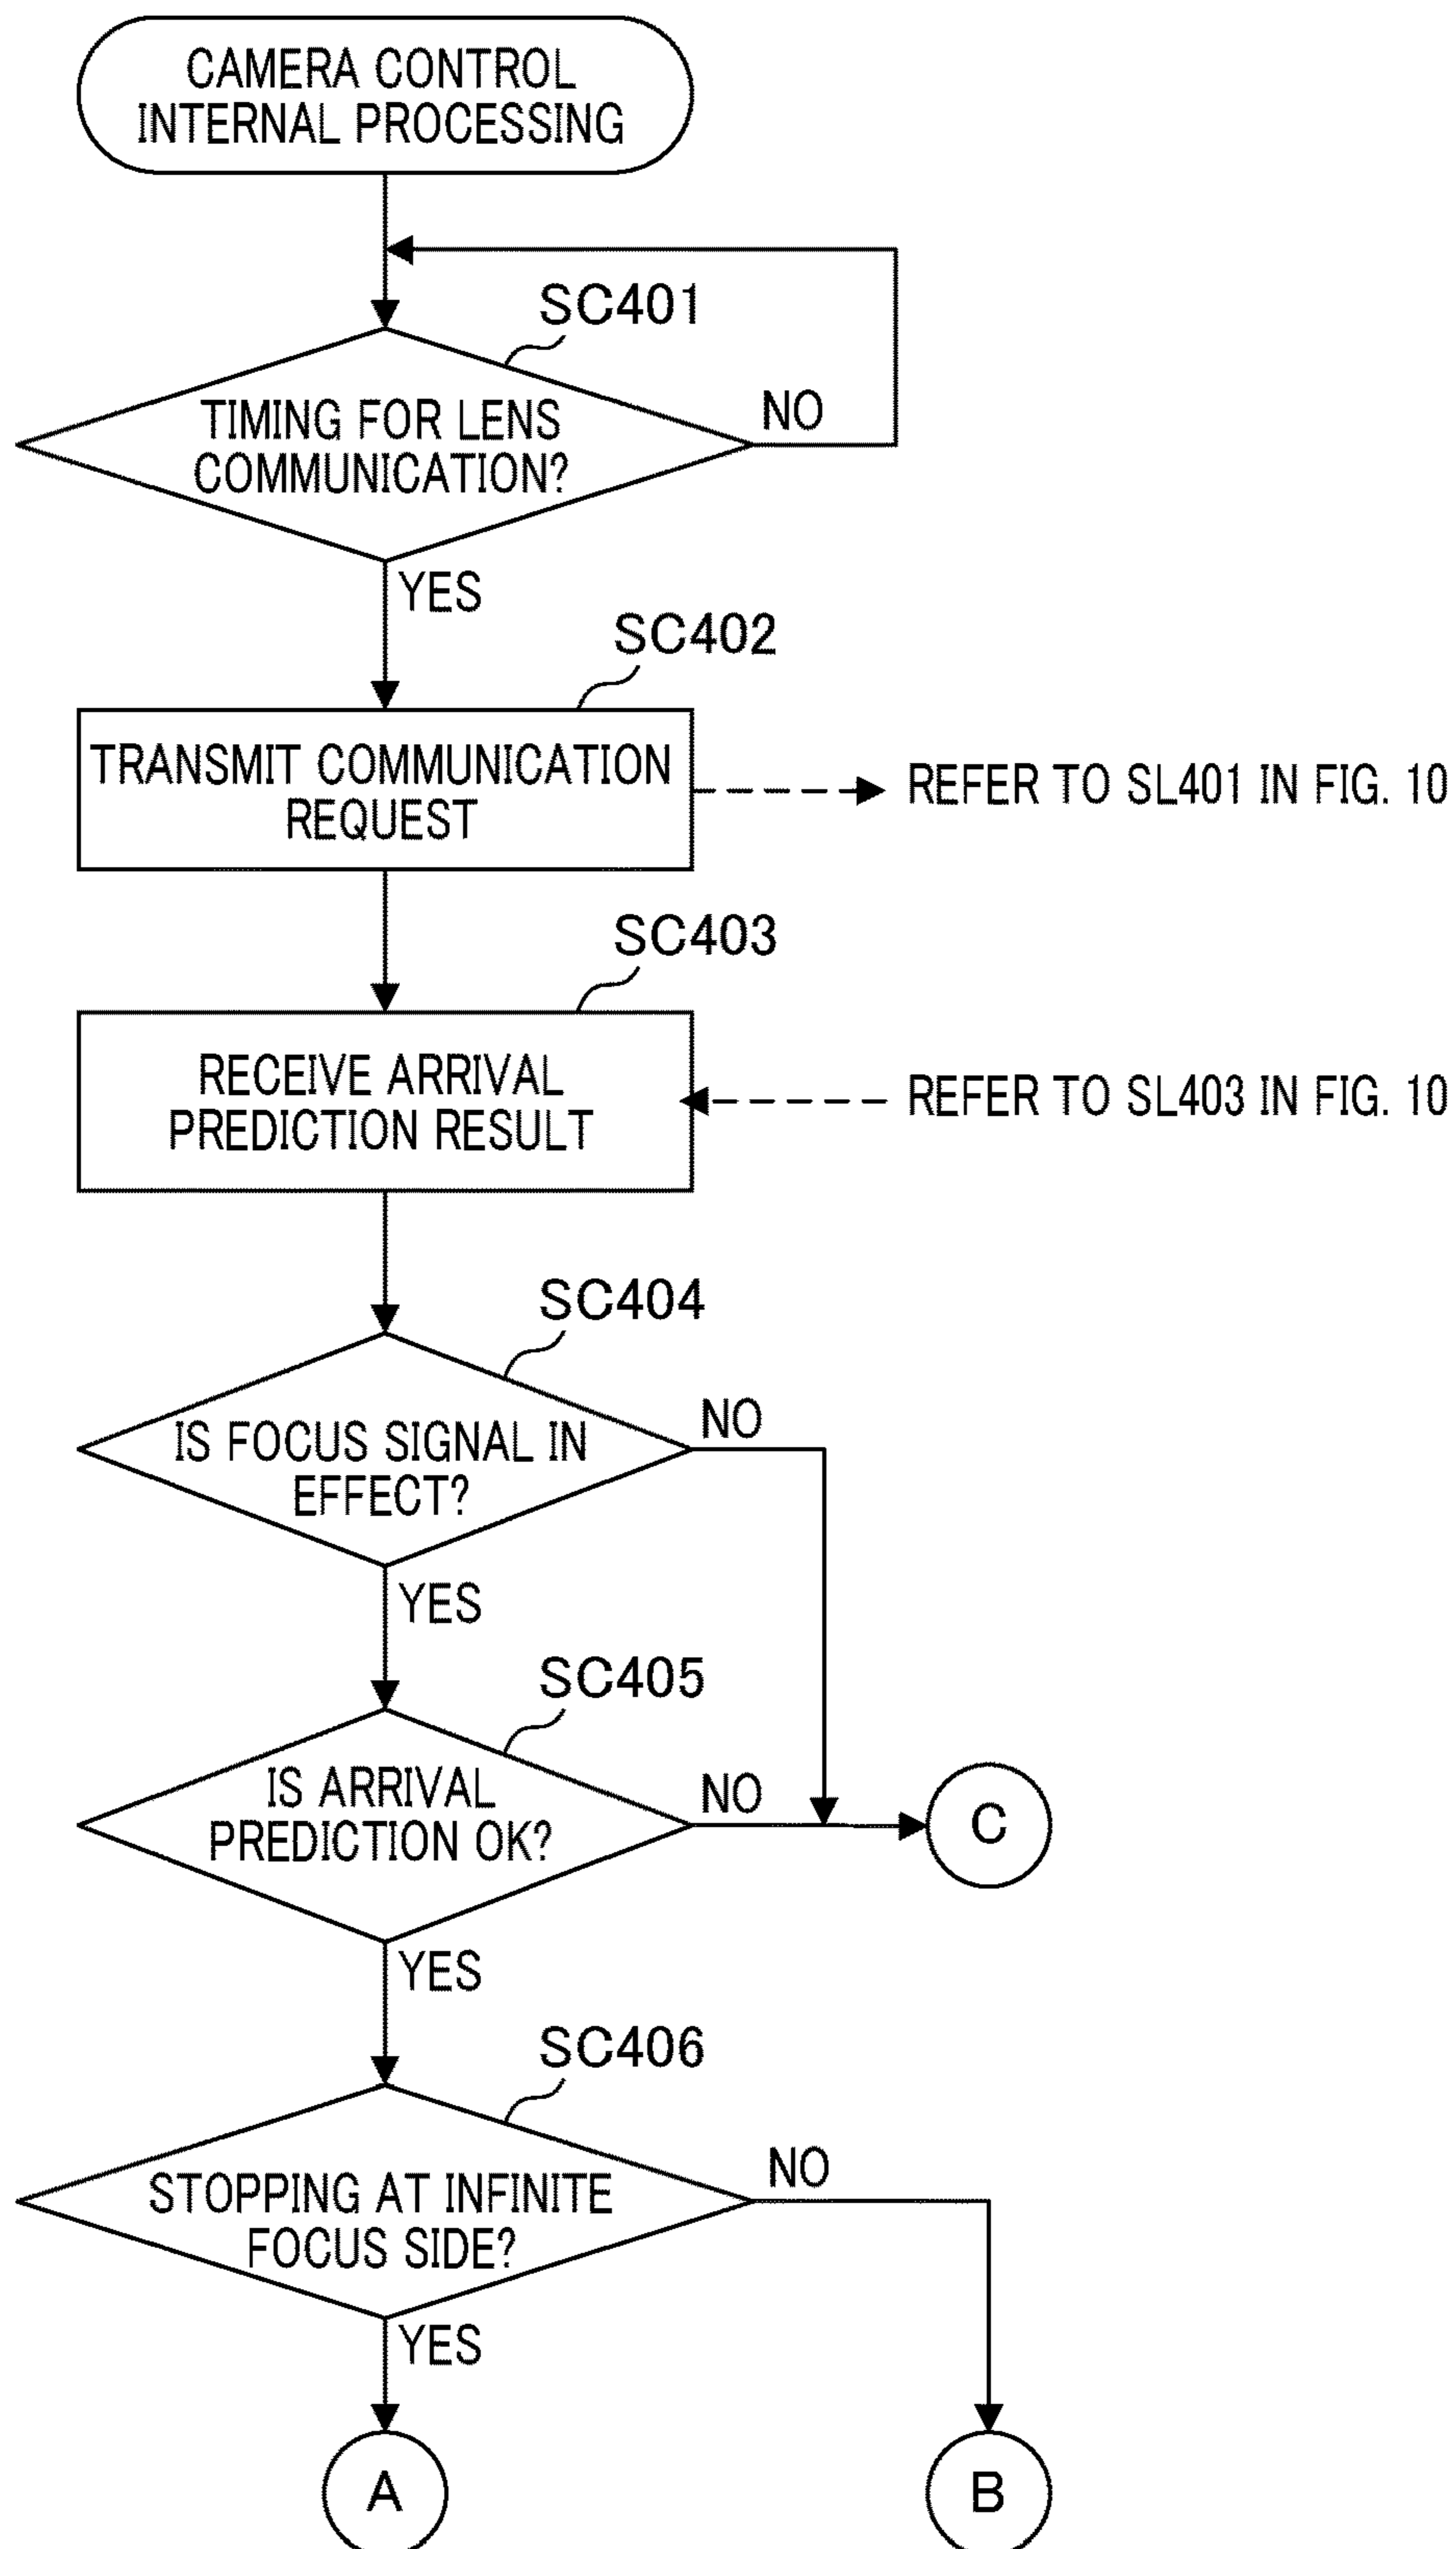 CAMERA CONTROL
INTERNAL PROCESSING
SC401
TIMING FOR LENS
COMMUNICATION?
NO
YES
SC402
TRANSMIT COMMUNICATION
REQUEST
REFER TO SL401 IN FIG. 10
SC403
RECEIVE ARRIVAL
PREDICTION RESULT
REFER TO SL403 IN FIG. 10
SC404
IS FOCUS SIGNAL IN
EFFECT?
NO
YES
SC405
IS ARRIVAL
PREDICTION OK?
NO
C
YES
SC406
STOPPING AT INFINITE
FOCUS SIDE?
NO
YES
A
B